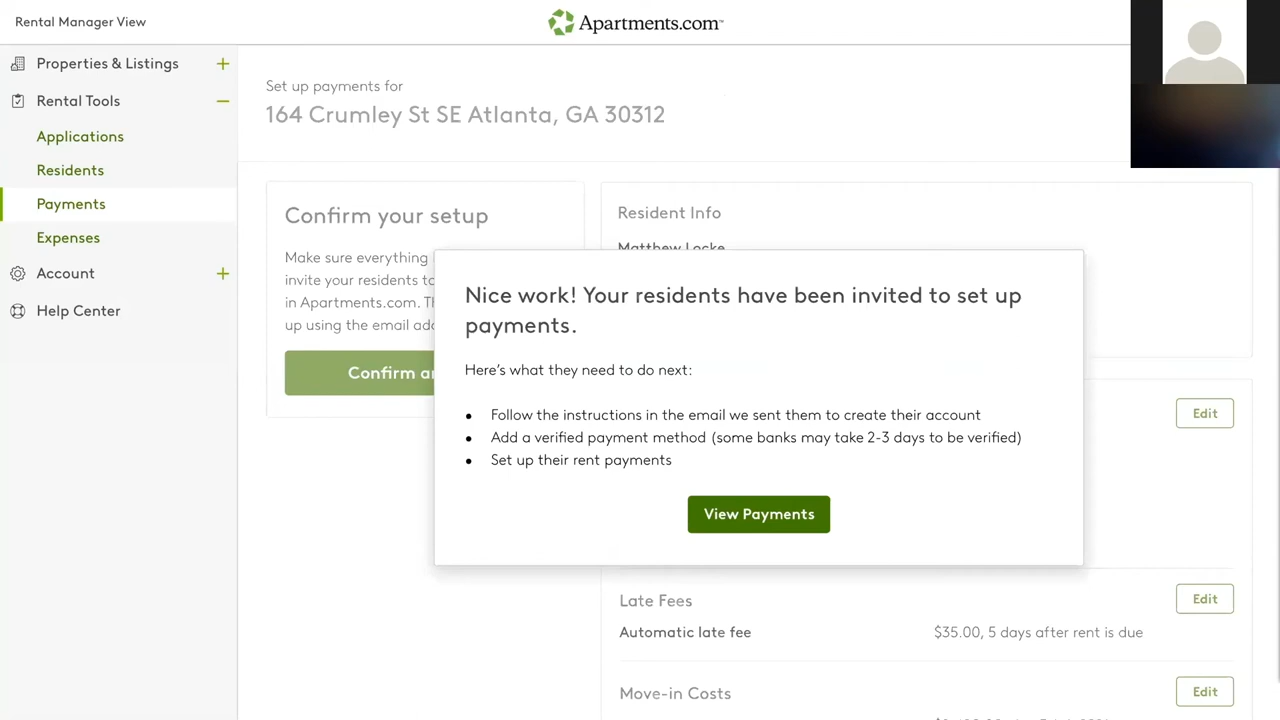 Rental Manager View
Apartments.com™
Properties & Listings
Rental Tools
Applications
Residents
Payments
Expenses
Account
Help Center
Set up payments for
164 Crumley St SE Atlanta, GA 30312
Confirm your setup
Make sure everything
invite your residents to
in Apartments.com.
up using the email
Confirm
Resident Info
Matthew Locke
Nice work! Your residents have been invited to set up
payments.
Here's what they need to do next:
• Follow the instructions in the email we sent them to create their account
• Add a verified payment method (some banks may take 2-3 days to be verified)
• Set up their rent payments
View Payments
Edit
Late Fees
Edit
Automatic late fee $35.00, 5 days after rent is due
Move-in Costs
Edit